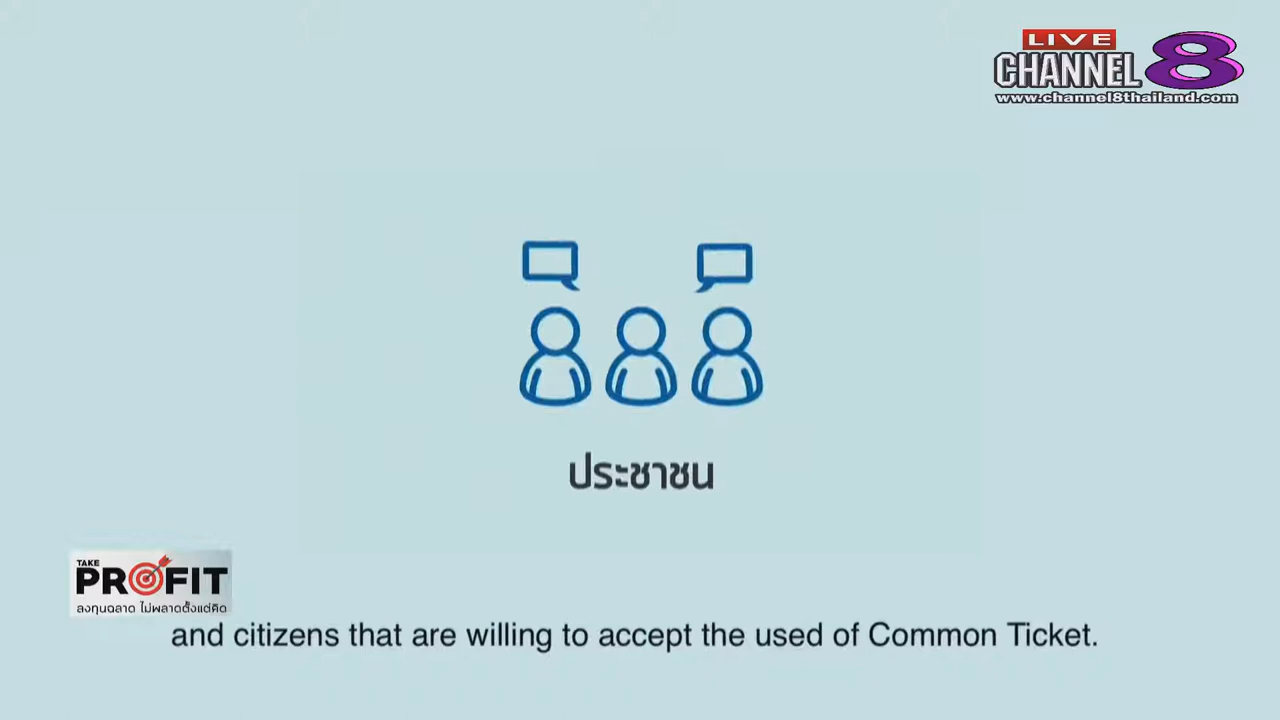 LIVE
CHANNEL 8
www.channel8thailand.com
ประชาชน
TAKE
PROFIT
ลงทุนฉลาด ไม่พลาดตั้งแต่คิด
and citizens that are willing to accept the used of Common Ticket.